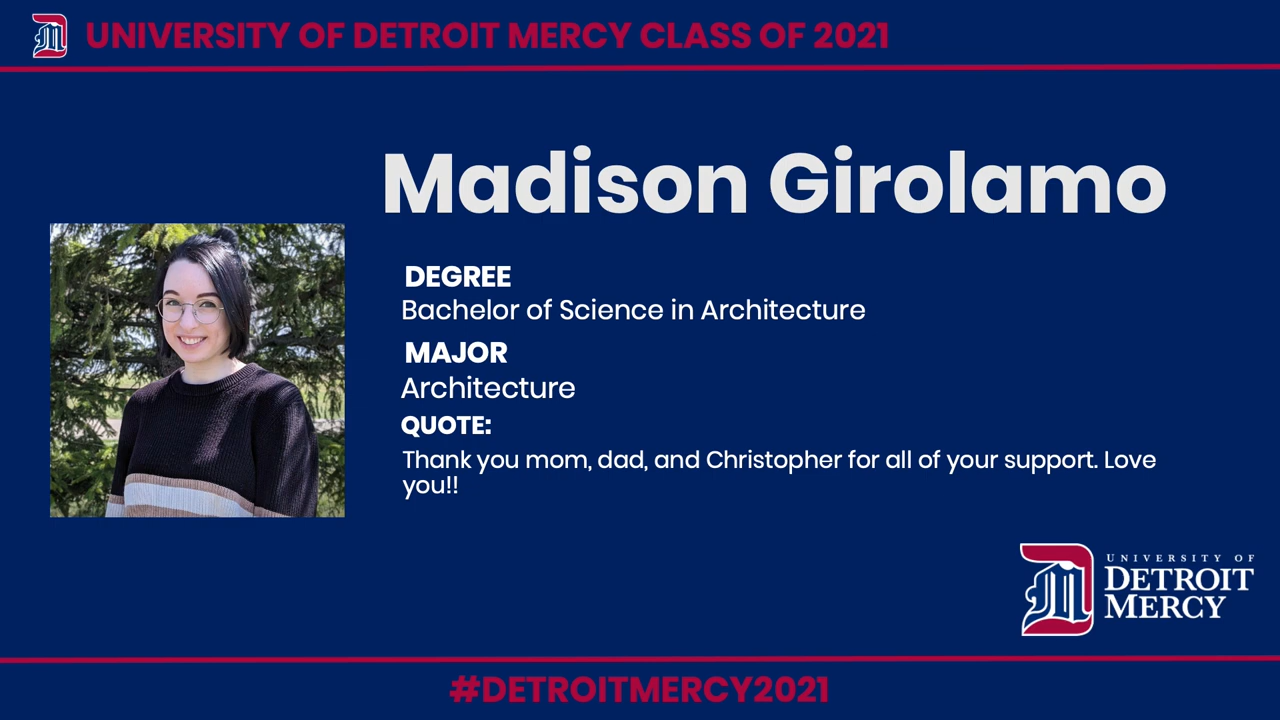 UNIVERSITY OF DETROIT MERCY CLASS OF 2021
Madison Girolamo
DEGREE
Bachelor of Science in Architecture
MAJOR
Architecture
QUOTE:
Thank you mom, dad, and Christopher for all of your support. Love
you!!
UNIVERSITY OF
DETROIT
MERCY
#DETROITMERCY2021